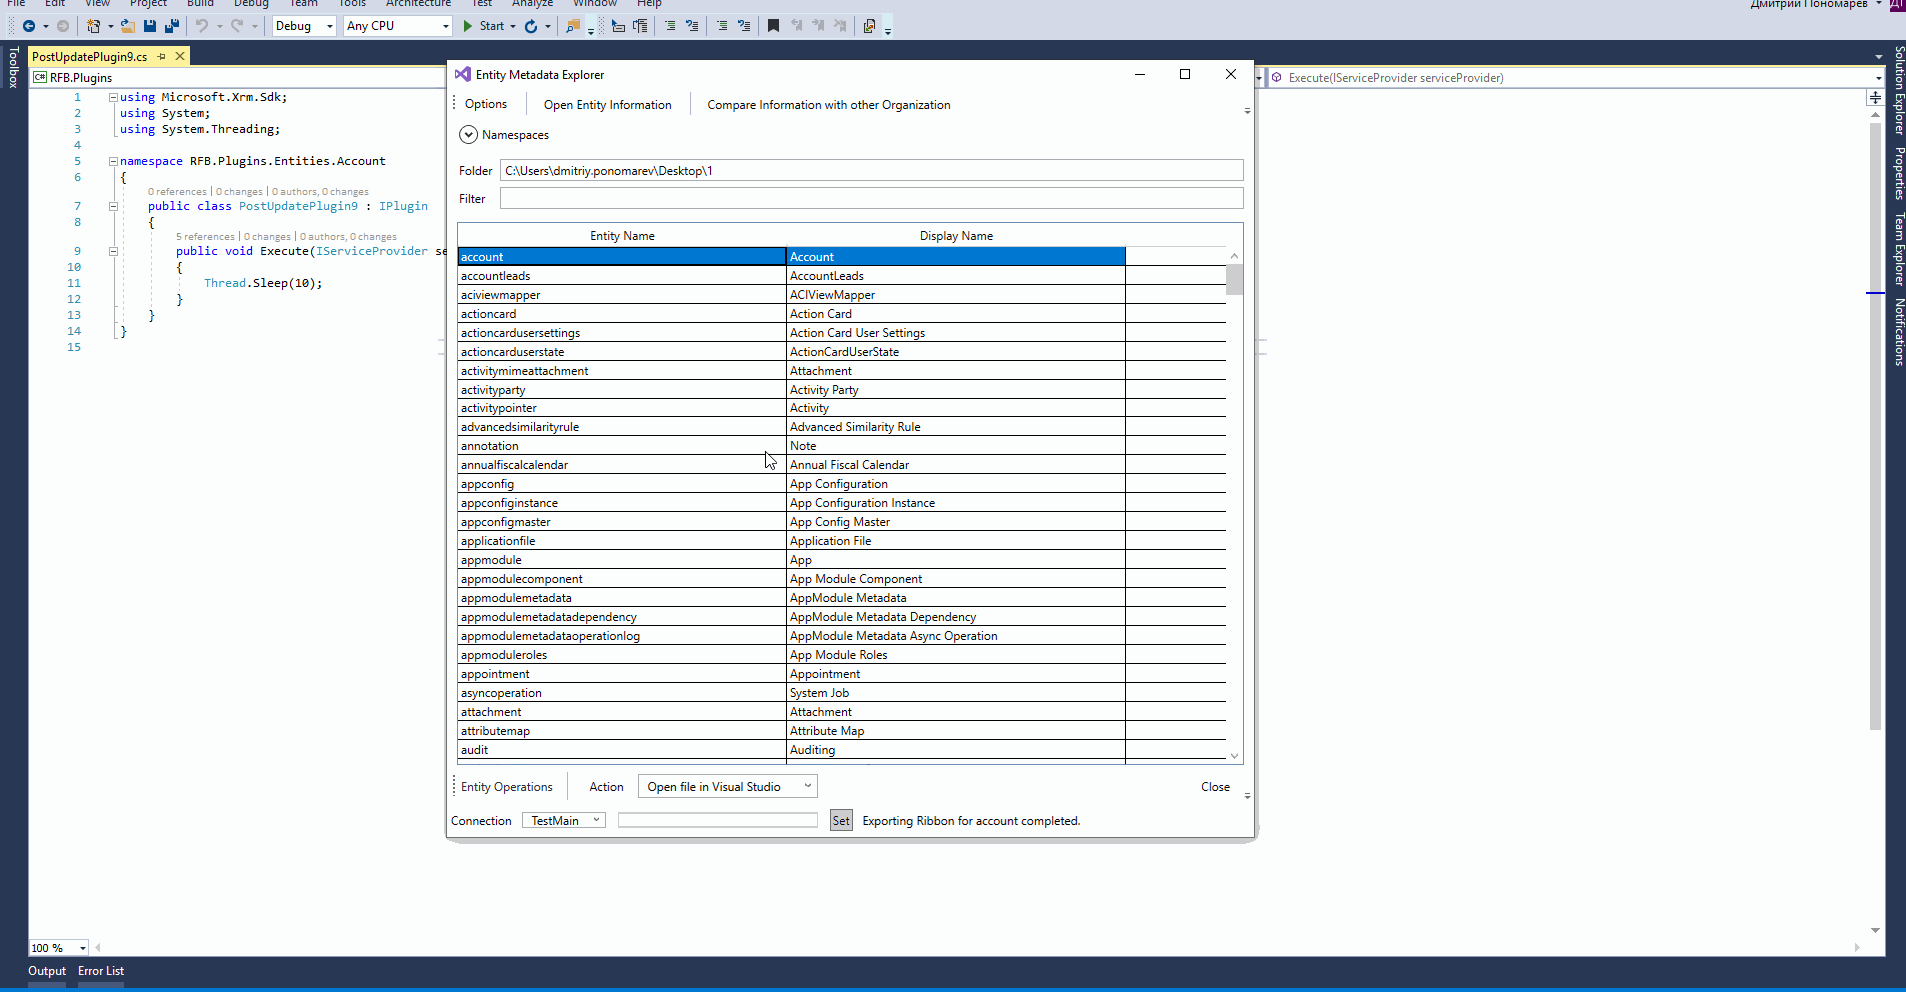 File Edit View Project Build Debug Team Tools Architecture Test Analyze Window Help Дмитрий Пономарев ДП
Debug Any CPU Start
Toolbox
PostUpdatePlugin9.cs
C# RFB.Plugins
Execute(IServiceProvider serviceProvider)
1 using Microsoft.Xrm.Sdk;
2 using System;
3 using System.Threading;
4
5 namespace RFB.Plugins.Entities.Account
6 {
0 references | 0 changes | 0 authors, 0 changes
7 public class PostUpdatePlugin9 : IPlugin
8 {
5 references | 0 changes | 0 authors, 0 changes
9 public void Execute(IServiceProvider se
10 {
11 Thread.Sleep(10);
12 }
13 }
14 }
15
Entity Metadata Explorer
Options Open Entity Information Compare Information with other Organization
Namespaces
Folder C:\Users\dmitriy.ponomarev\Desktop\1
Filter
Entity Name Display Name
account Account
accountleads AccountLeads
aciviewmapper ACIViewMapper
actioncard Action Card
actioncardusersettings Action Card User Settings
actioncarduserstate ActionCardUserState
activitymimeattachment Attachment
activityparty Activity Party
activitypointer Activity
advancedsimilarityrule Advanced Similarity Rule
annotation Note
annualfiscalcalendar Annual Fiscal Calendar
appconfig App Configuration
appconfiginstance App Configuration Instance
appconfigmaster App Config Master
applicationfile Application File
appmodule App
appmodulecomponent App Module Component
appmodulemetadata AppModule Metadata
appmodulemetadatadependency AppModule Metadata Dependency
appmodulemetadataoperationlog AppModule Metadata Async Operation
appmoduleroles App Module Roles
appointment Appointment
asyncoperation System Job
attachment Attachment
attributemap Attribute Map
audit Auditing
Entity Operations Action Open file in Visual Studio Close
Connection TestMain Set Exporting Ribbon for account completed.
Solution Explorer
Properties
Team Explorer
Notifications
100 %
Output Error List